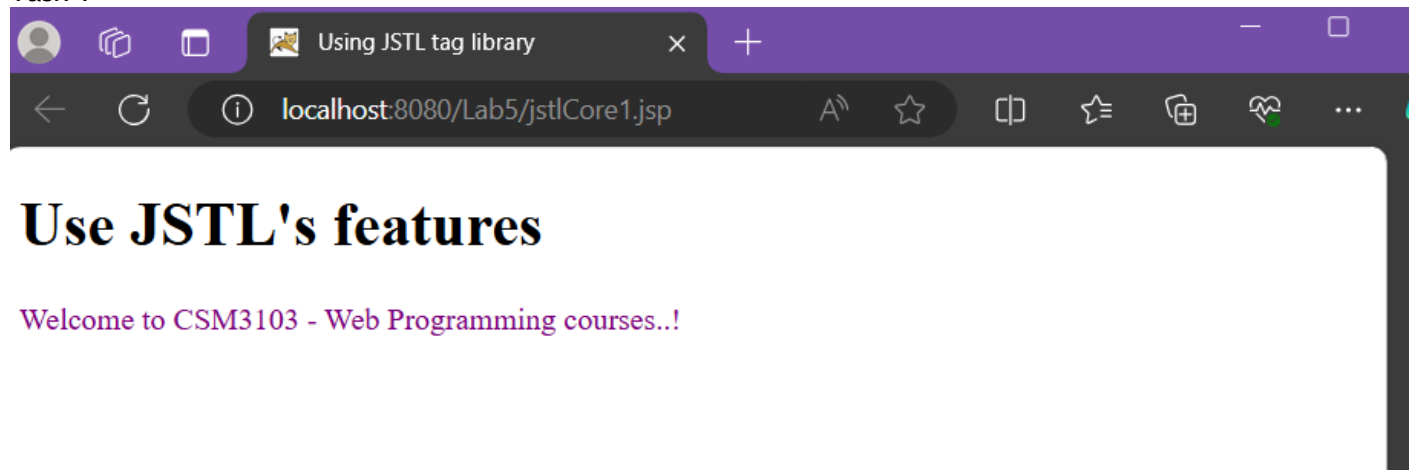 Using JSTL tag library
localhost:8080/Lab5/jstlCore1.jsp
Use JSTL's features
Welcome to CSM3103 - Web Programming courses..!